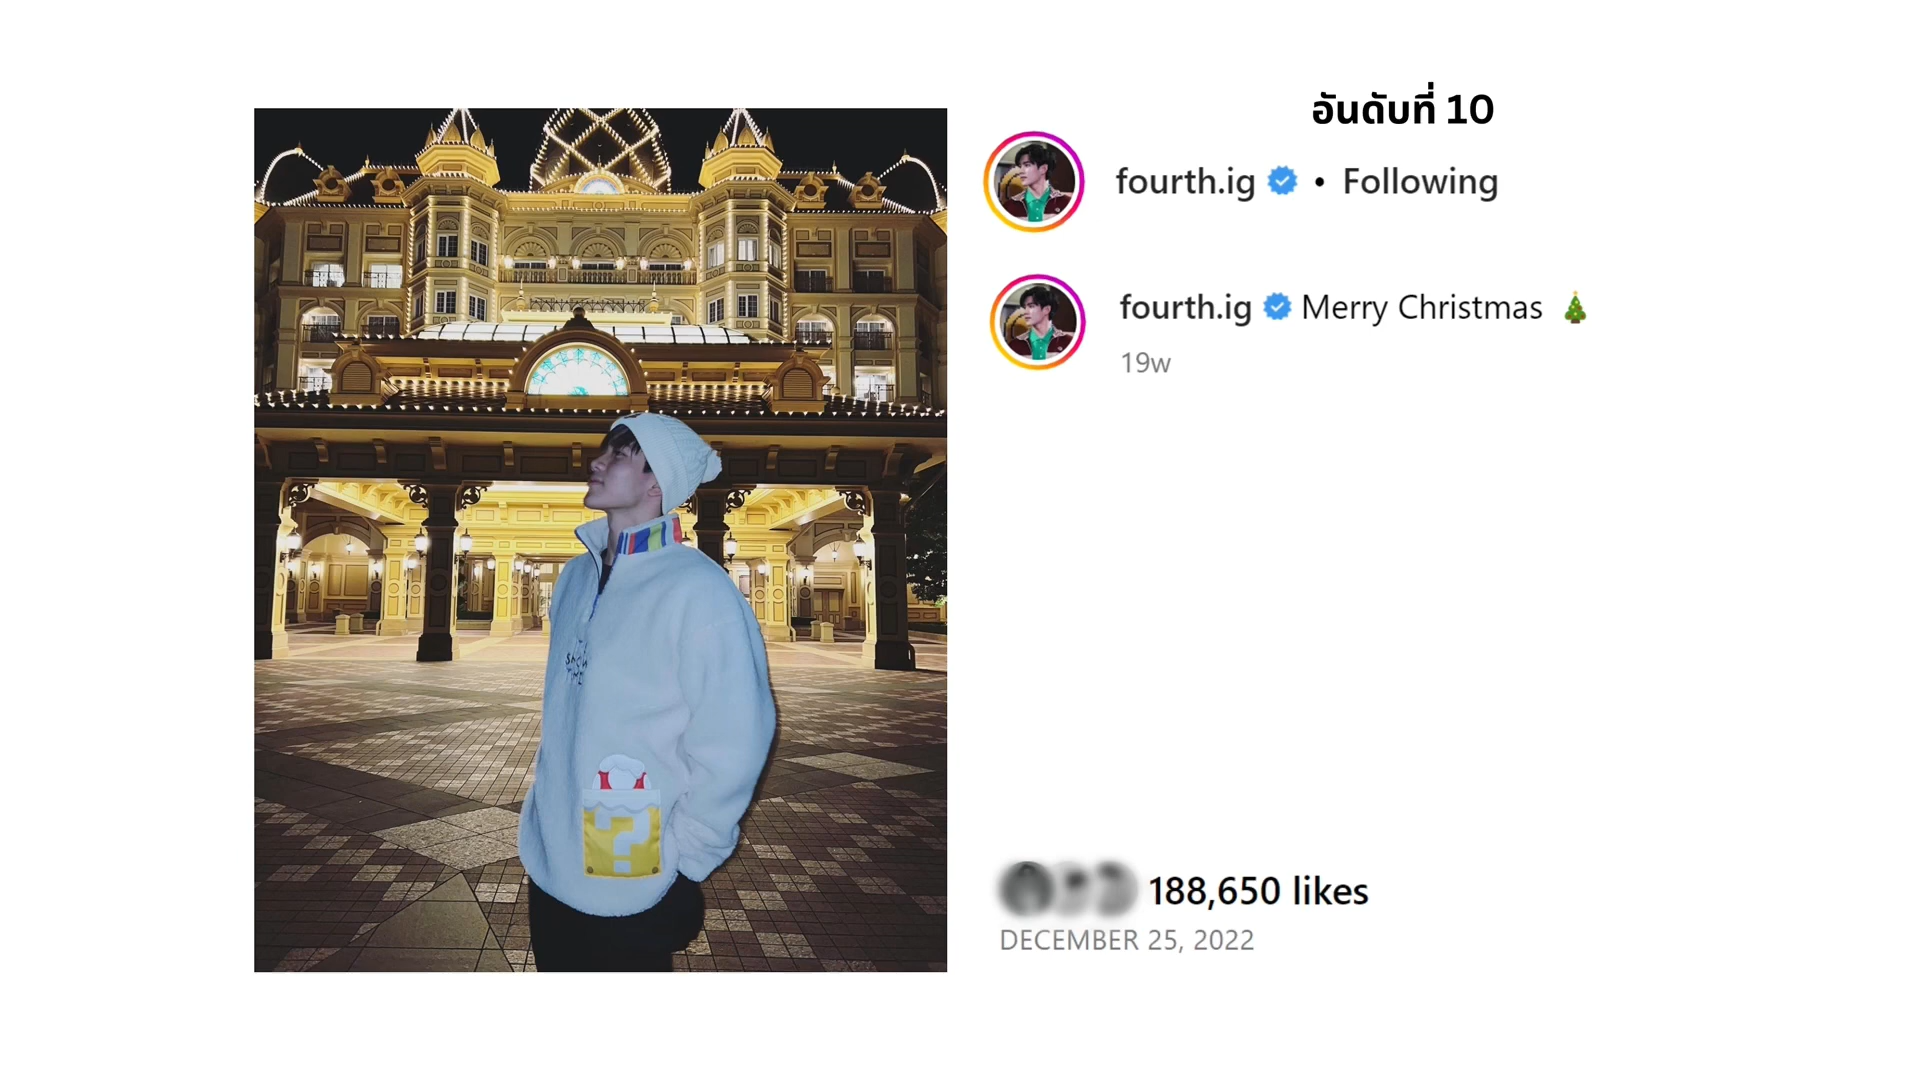 อันดับที่ 10
fourth.ig • Following
fourth.ig Merry Christmas 🎄
19w
188,650 likes
DECEMBER 25, 2022
?